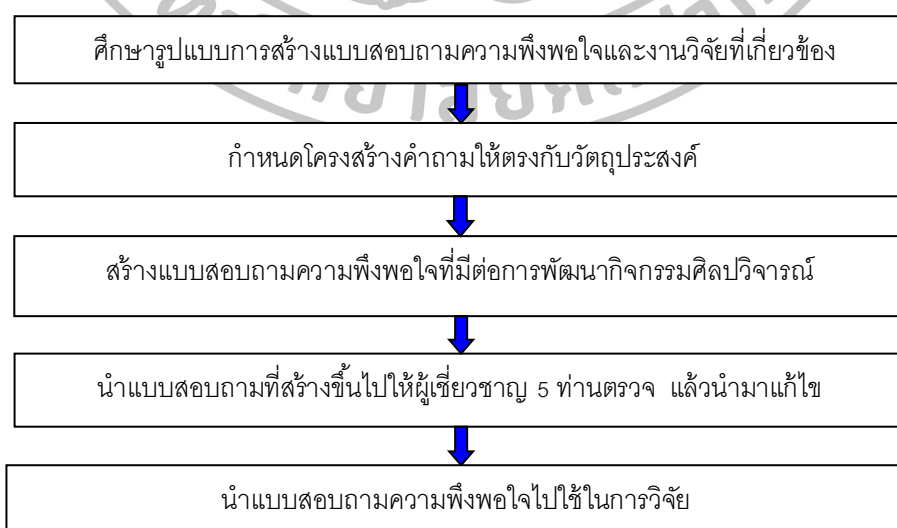 ศึกษารูปแบบการสร้างแบบสอบถามความพึงพอใจและงานวิจัยที่เกี่ยวข้อง
กำหนดโครงสร้างคำถามให้ตรงกับวัตถุประสงค์
สร้างแบบสอบถามความพึงพอใจที่มีต่อการพัฒนากิจกรรมศิลปวิจารณ์
นำแบบสอบถามที่สร้างขึ้นไปให้ผู้เชี่ยวชาญ 5 ท่านตรวจ แล้วนำมาแก้ไข
นำแบบสอบถามความพึงพอใจไปใช้ในการวิจัย